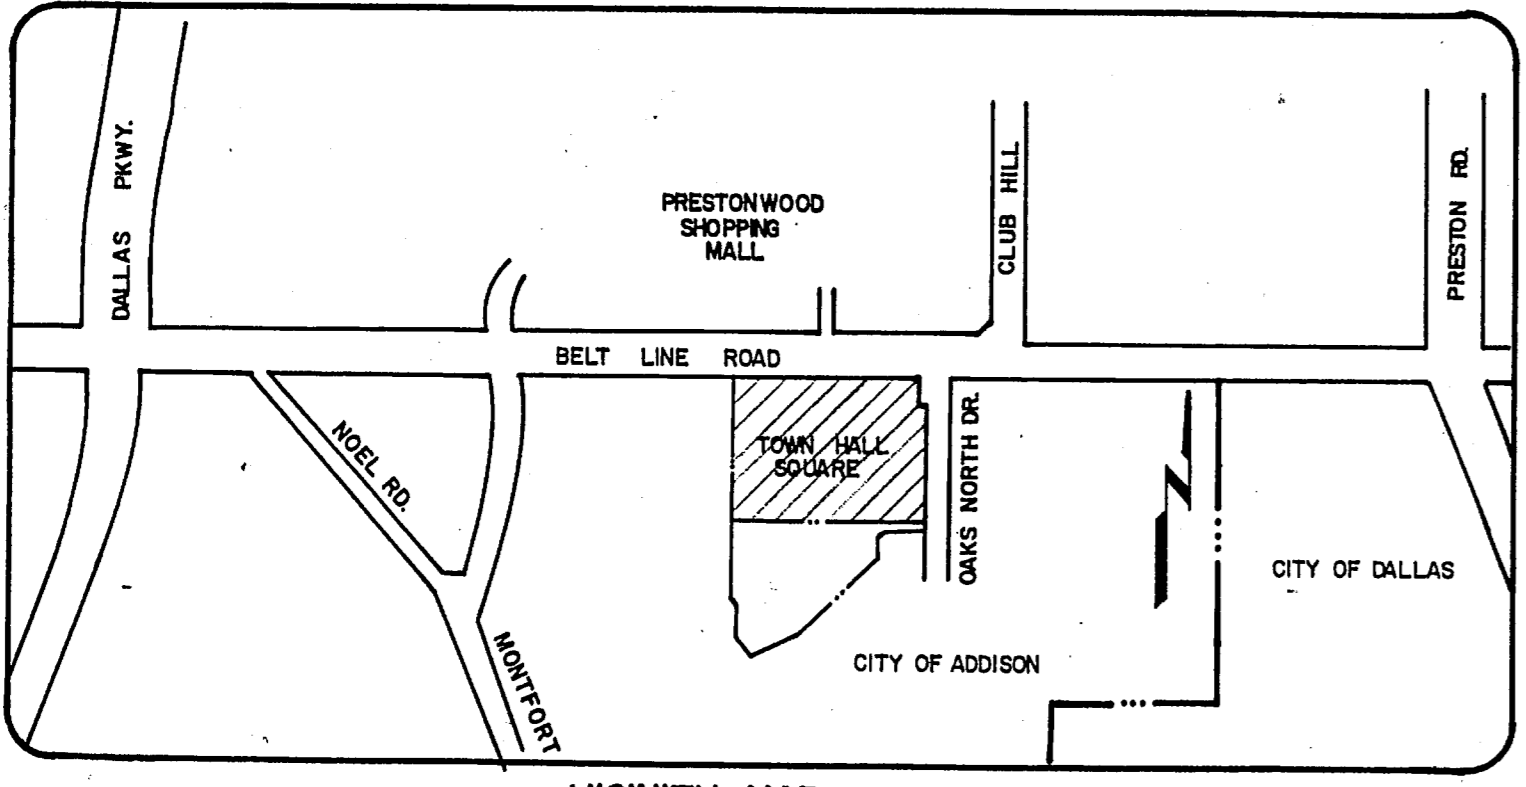 DALLAS PKWY.
PRESTONWOOD
SHOPPING
MALL
CLUB HILL
PRESTON RD.
BELT LINE ROAD
NOEL RD.
TOWN HALL
SQUARE
OAKS NORTH DR.
CITY OF DALLAS
MONTFORT
CITY OF ADDISON